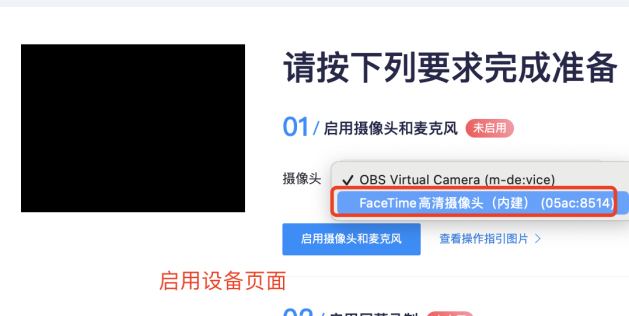 请按下列要求完成准备
01 / 启用摄像头和麦克风 未启用
摄像头
✓ OBS Virtual Camera (m-de:vice)
FaceTime高清摄像头（内建） (05ac:8514)
启用摄像头和麦克风 查看操作指引图片 >
启用设备页面